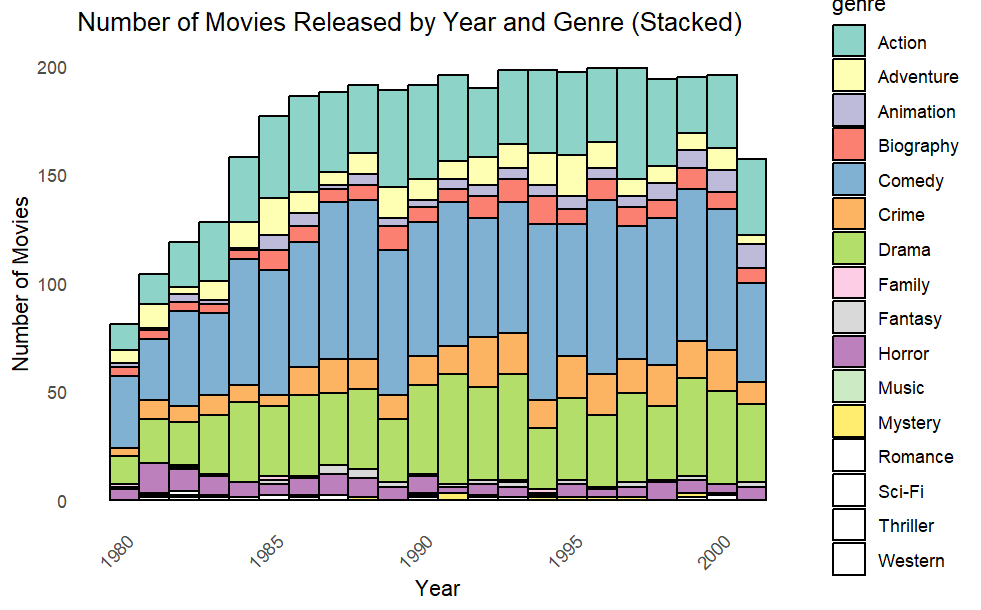 Number of Movies Released by Year and Genre (Stacked)
genre
Action
Adventure
Animation
Biography
Comedy
Crime
Drama
Family
Fantasy
Horror
Music
Mystery
Romance
Sci-Fi
Thriller
Western
Number of Movies
200
150
100
50
0
1980
1985
1990
1995
2000
Year